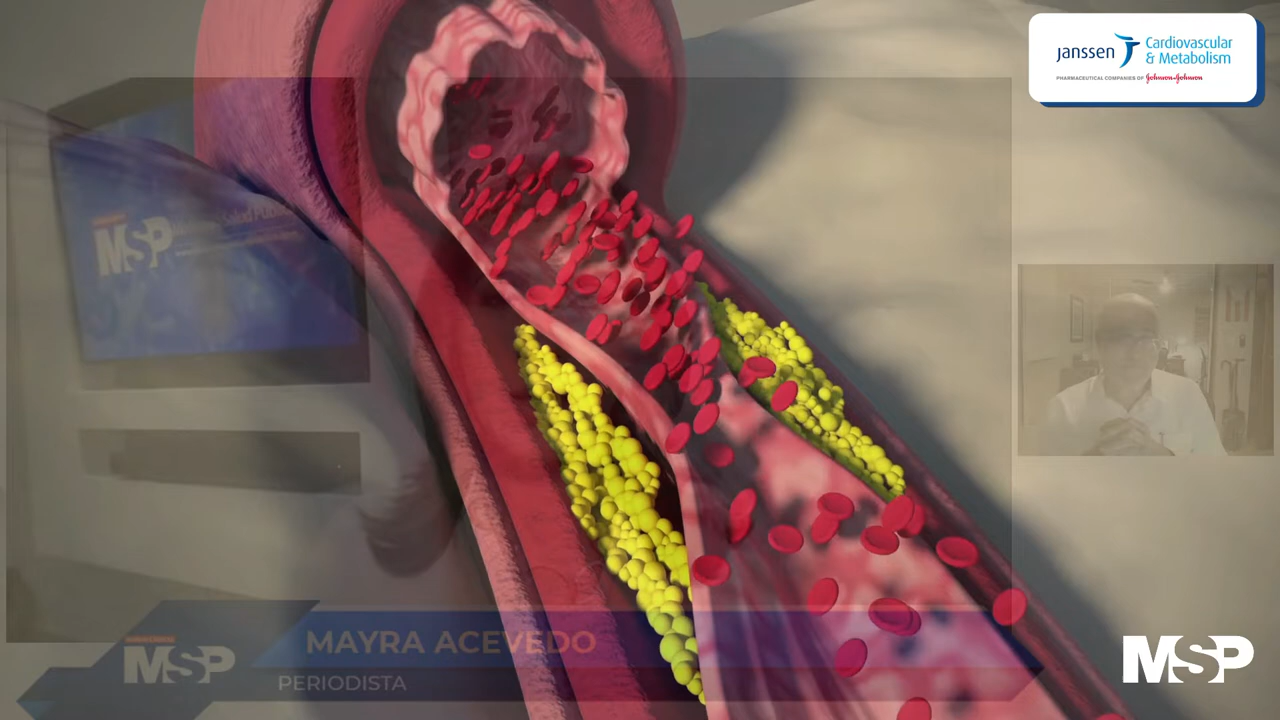 Janssen
Cardiovascular
& Metabolism
PHARMACEUTICAL COMPANIES OF Johnson & Johnson
MSP
MAYRA ACEVEDO
PERIODISTA
MSP
MSP